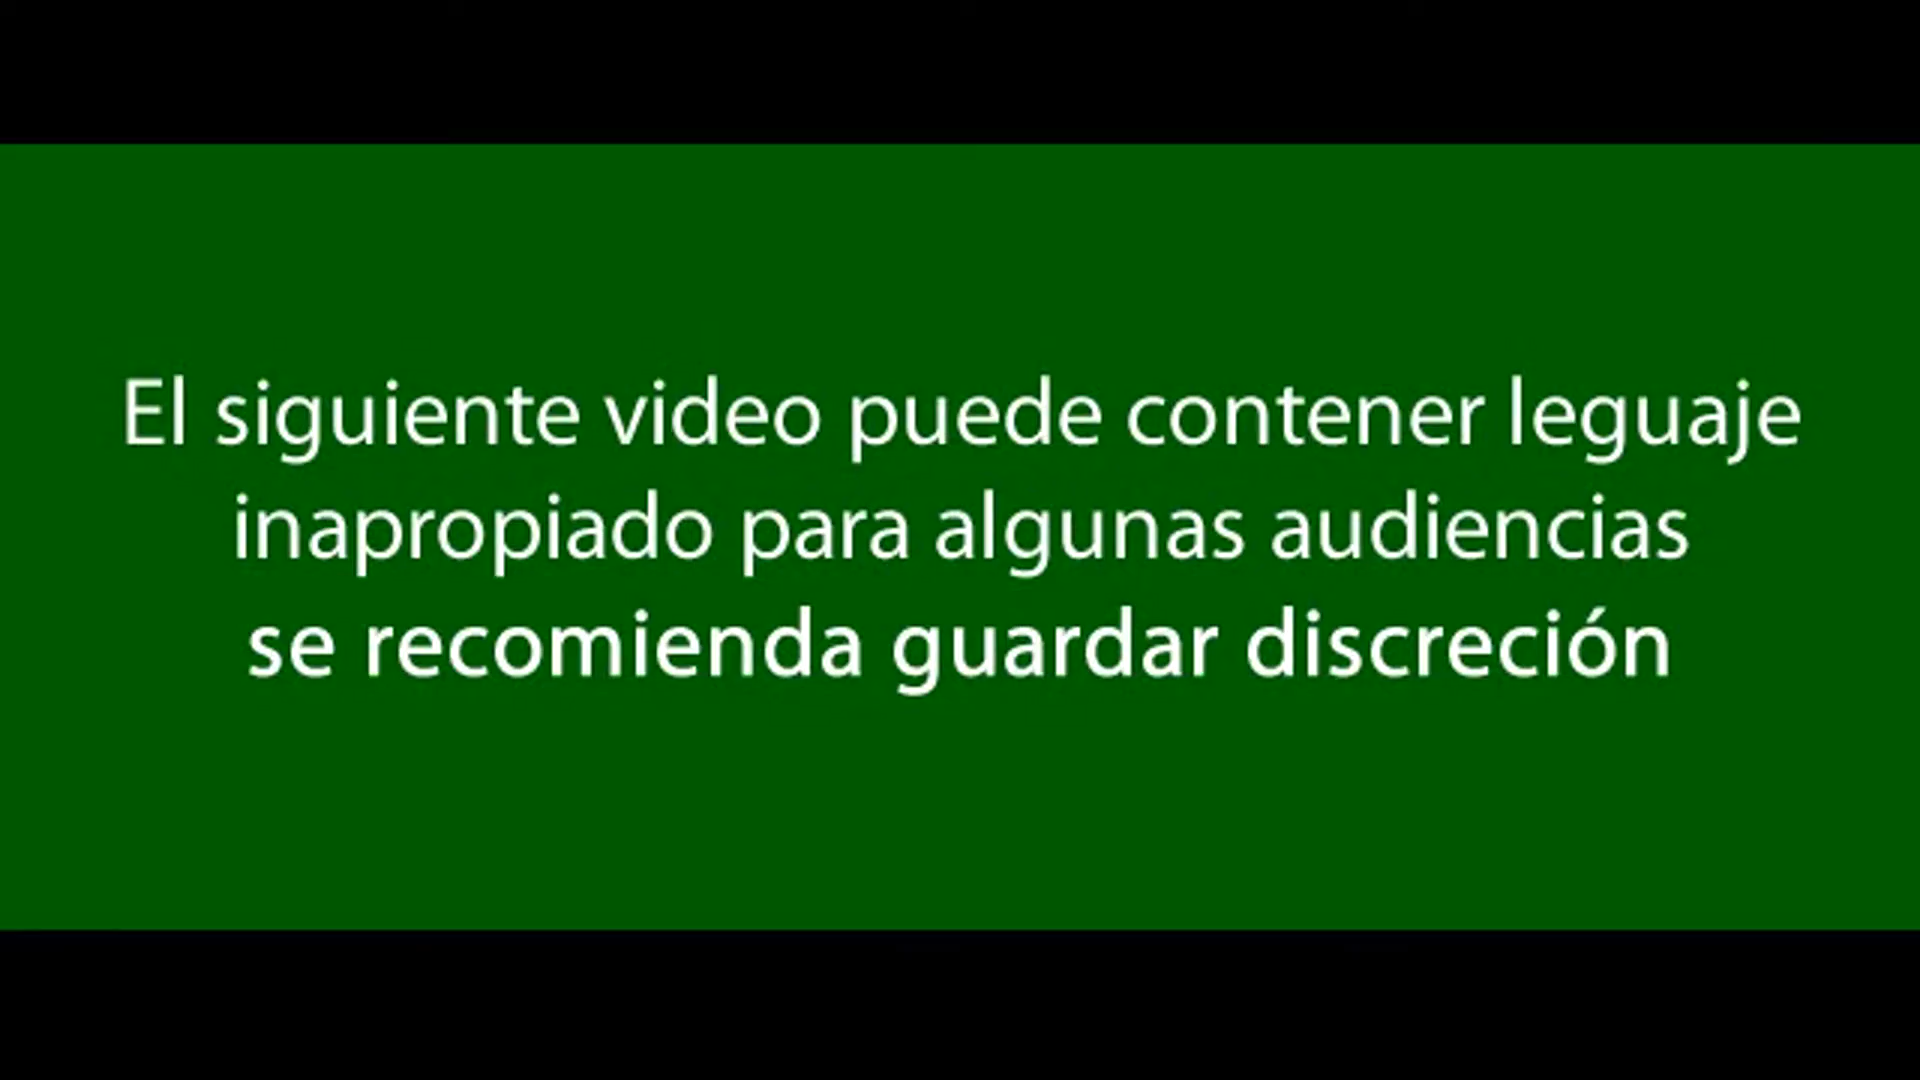 El siguiente video puede contener leguaje
inapropiado para algunas audiencias
se recomienda guardar discreción